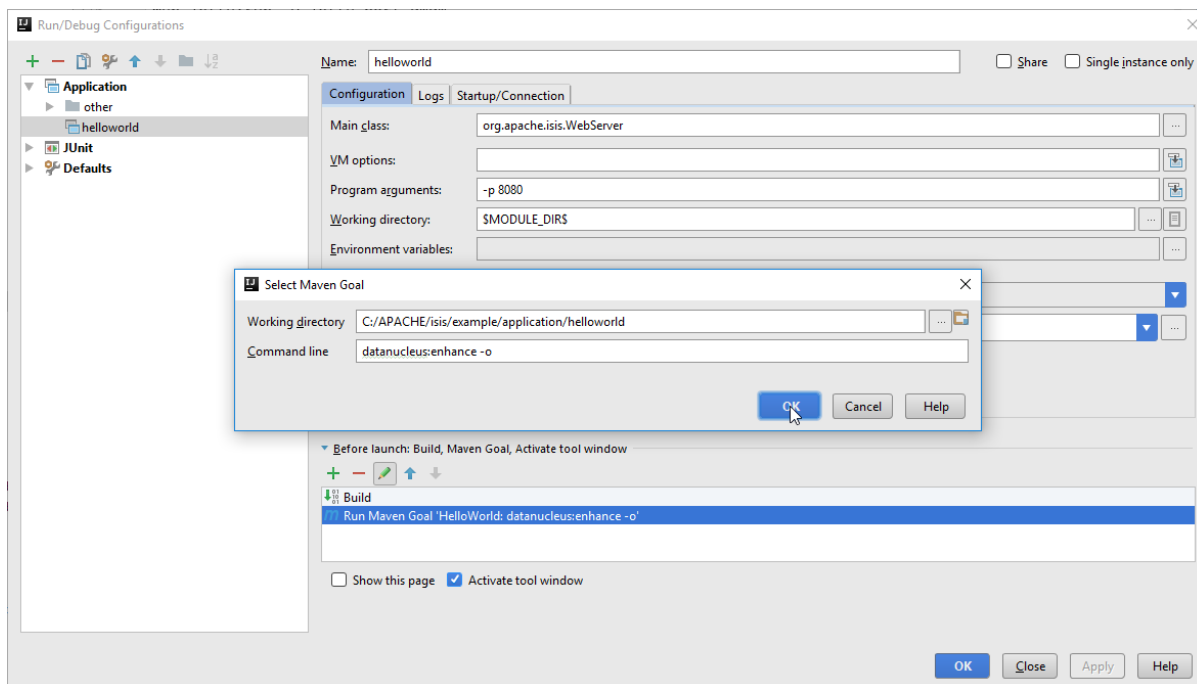 Run/Debug Configurations
Name: helloworld
Share
Single instance only
Application
other
helloworld
JUnit
Defaults
Configuration Logs Startup/Connection
Main class: org.apache.isis.WebServer
VM options:
Program arguments: -p 8080
Working directory: $MODULE_DIR$
Environment variables:
Select Maven Goal
Working directory C:/APACHE/isis/example/application/helloworld
Command line datanucleus:enhance -o
OK Cancel Help
Before launch: Build, Maven Goal, Activate tool window
Build
Run Maven Goal 'HelloWorld: datanucleus:enhance -o'
Show this page Activate tool window
OK Close Apply Help